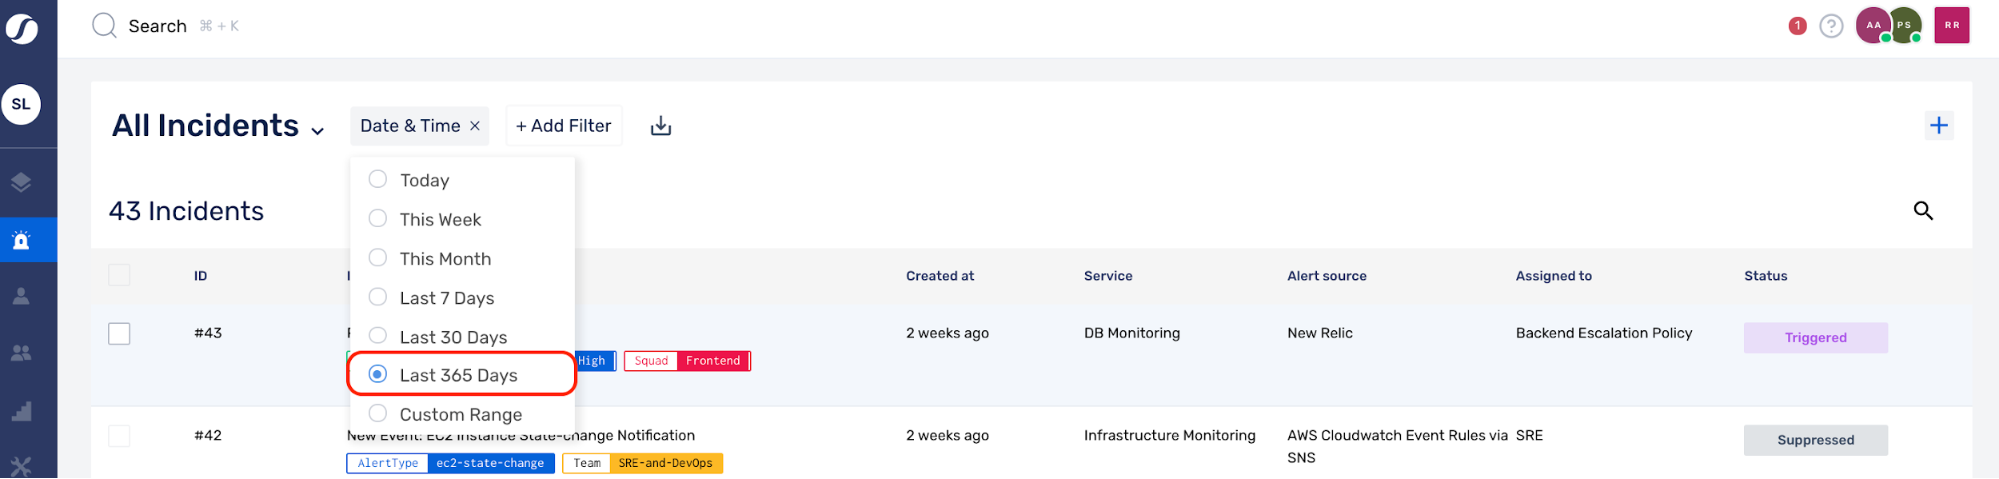 Search ⌘ + K
1 AA PS RR
SL
All Incidents Date & Time × + Add Filter
Today
This Week
43 Incidents
This Month
ID Created at Service Alert source Assigned to Status
Last 7 Days
#43 2 weeks ago DB Monitoring New Relic Backend Escalation Policy Triggered
Last 30 Days
High Squad Frontend
Last 365 Days
Custom Range
#42 New Event: EC2 Instance State-change Notification 2 weeks ago Infrastructure Monitoring AWS Cloudwatch Event Rules via SNS SRE Suppressed
AlertType ec2-state-change Team SRE-and-DevOps